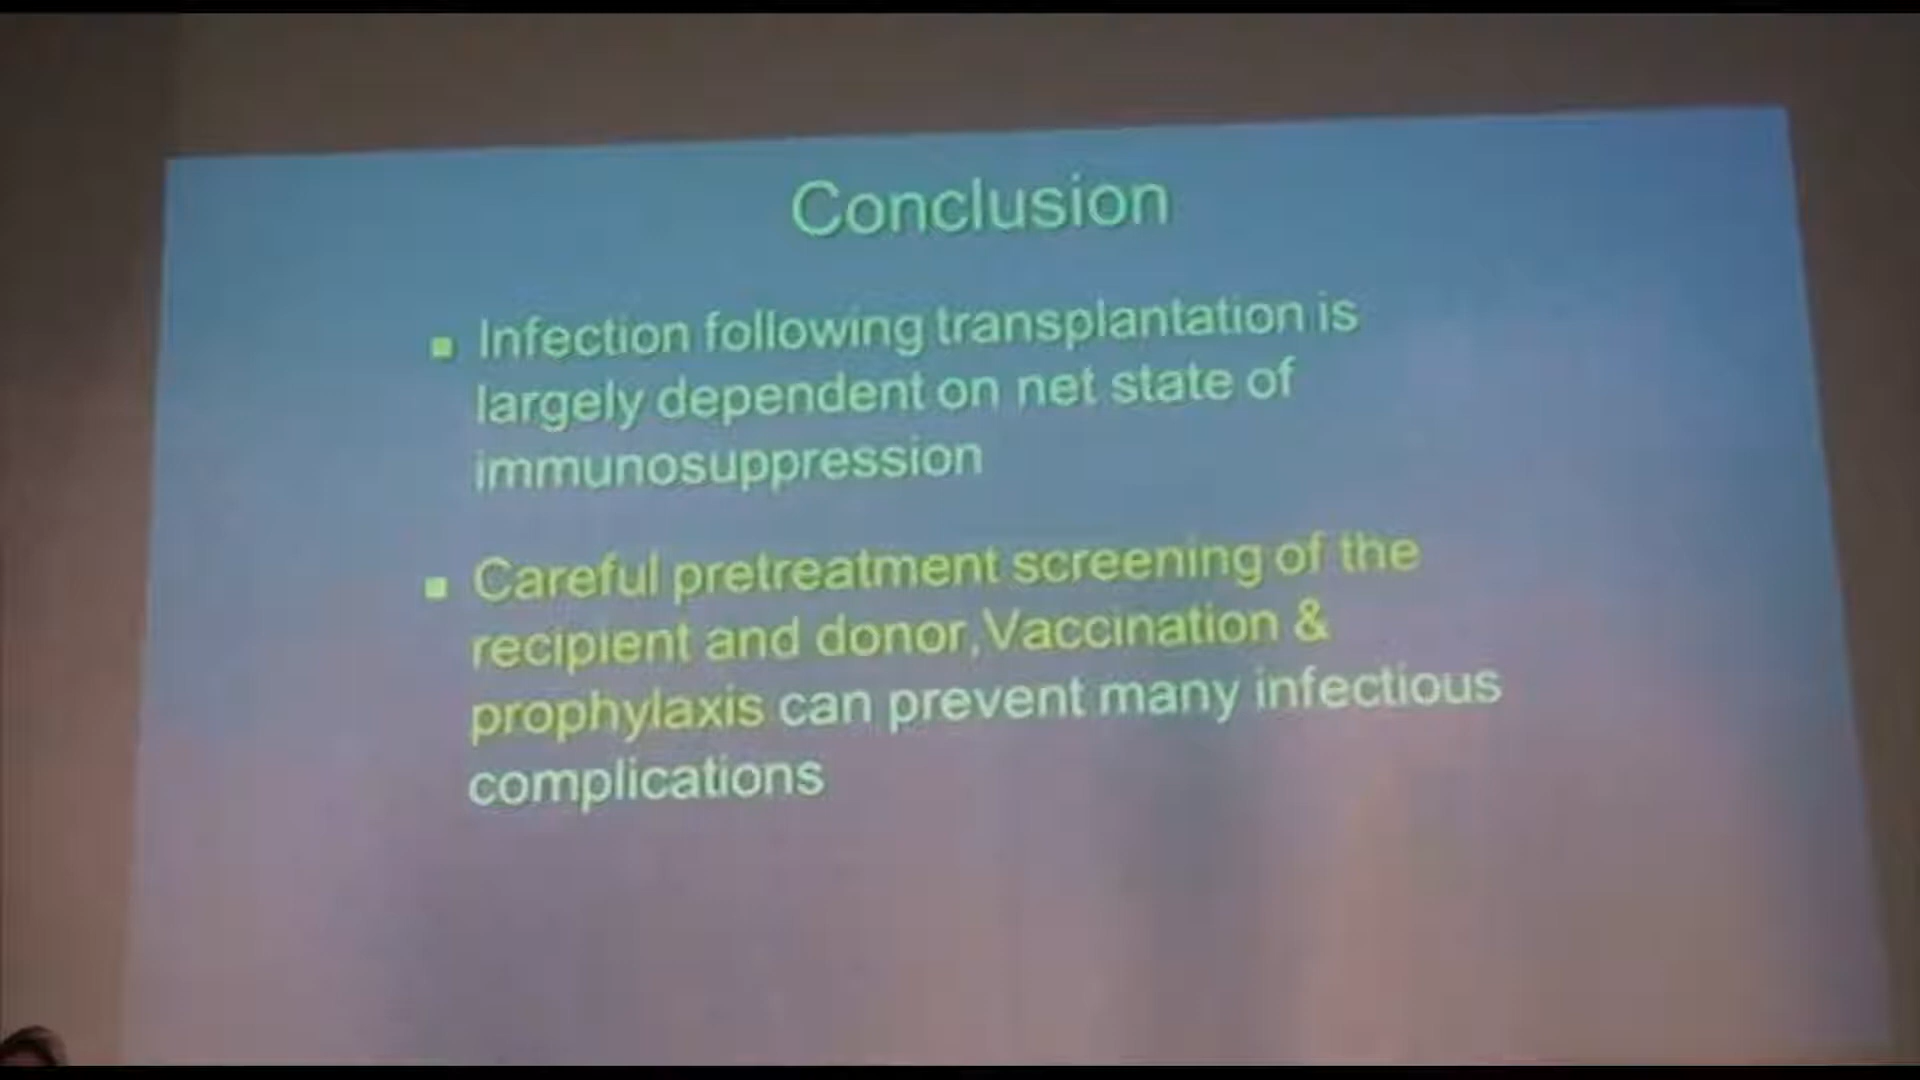 Conclusion
▪ Infection following transplantation is
largely dependent on net state of
immunosuppression
▪ Careful pretreatment screening of the
recipient and donor,Vaccination &
prophylaxis can prevent many infectious
complications